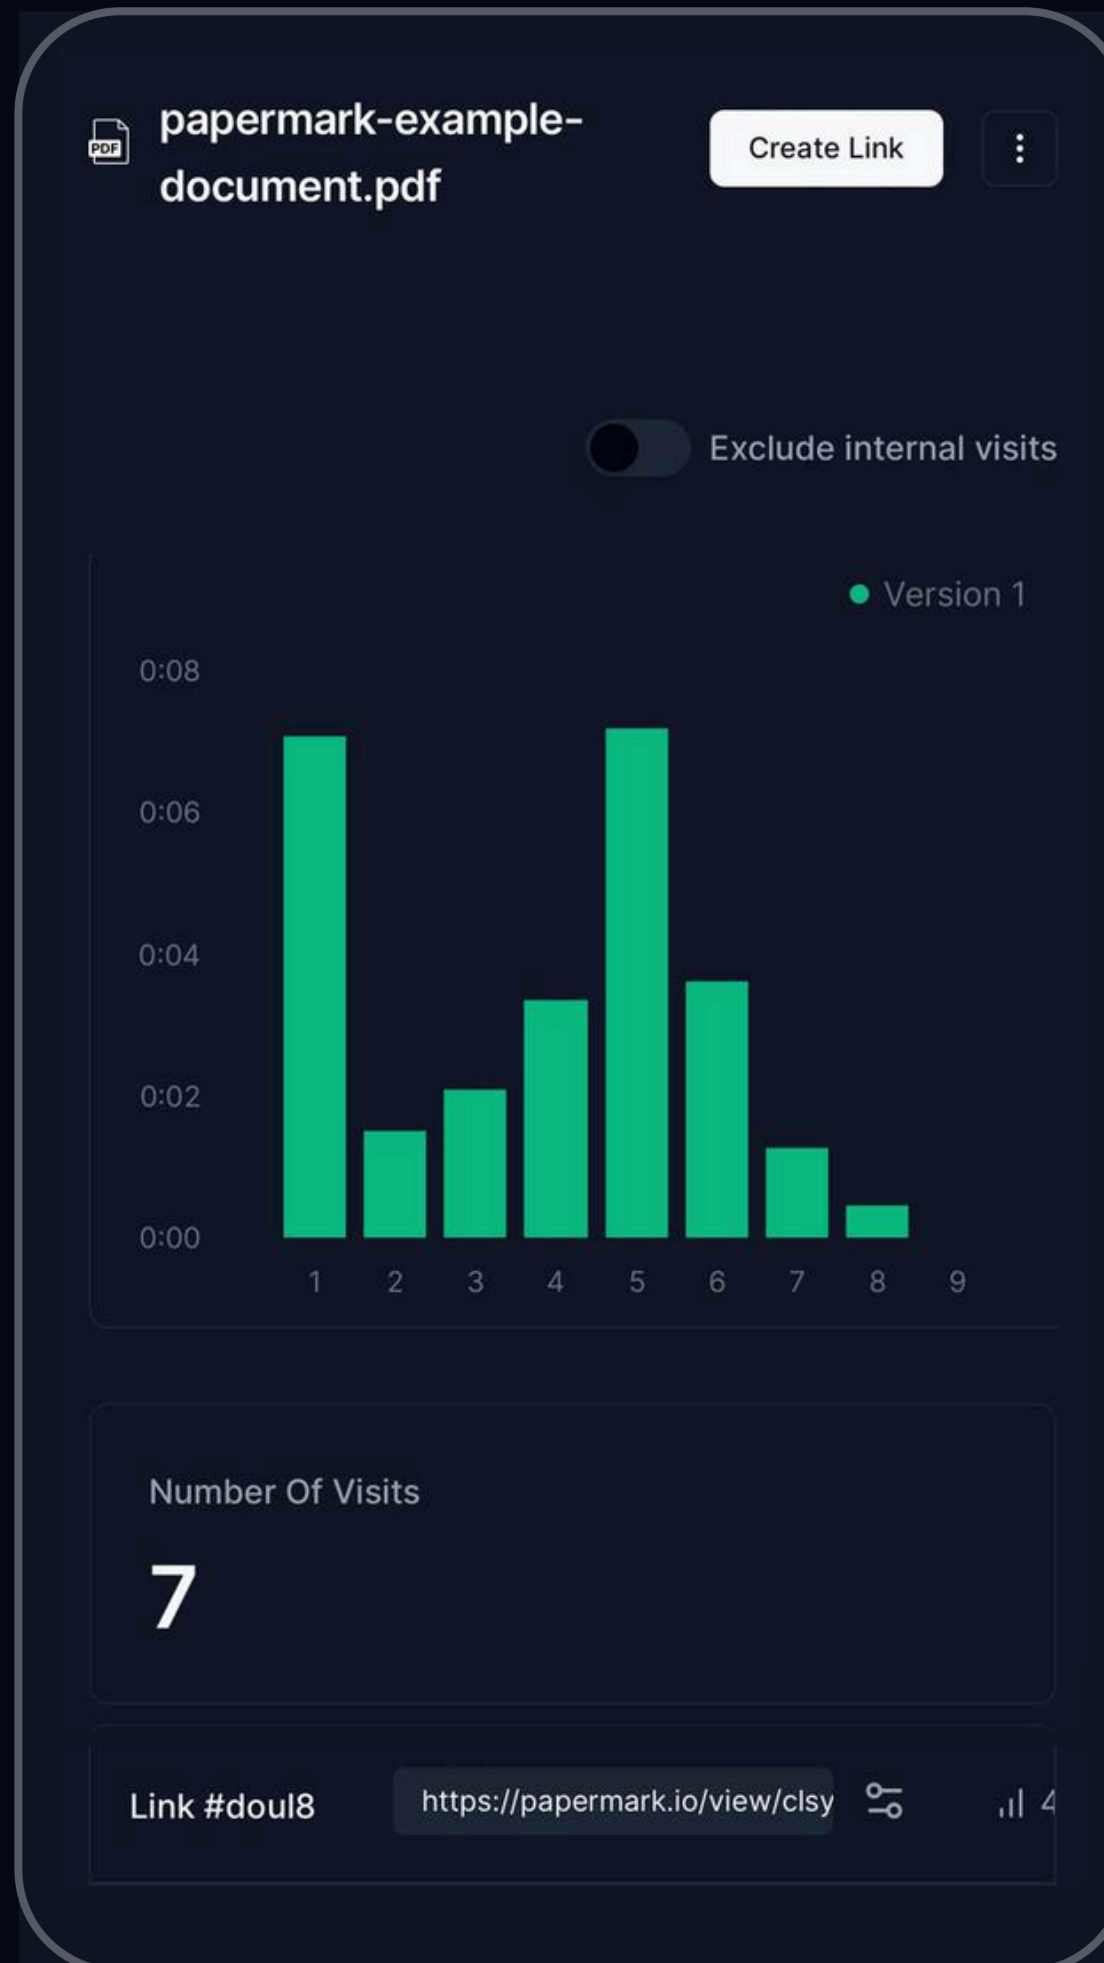 PDF
papermark-example-
document.pdf
Create Link
Exclude internal visits
Version 1
0:08
0:06
0:04
0:02
0:00
1 2 3 4 5 6 7 8 9
Number Of Visits
7
Link #doul8 https://papermark.io/view/clsy 4